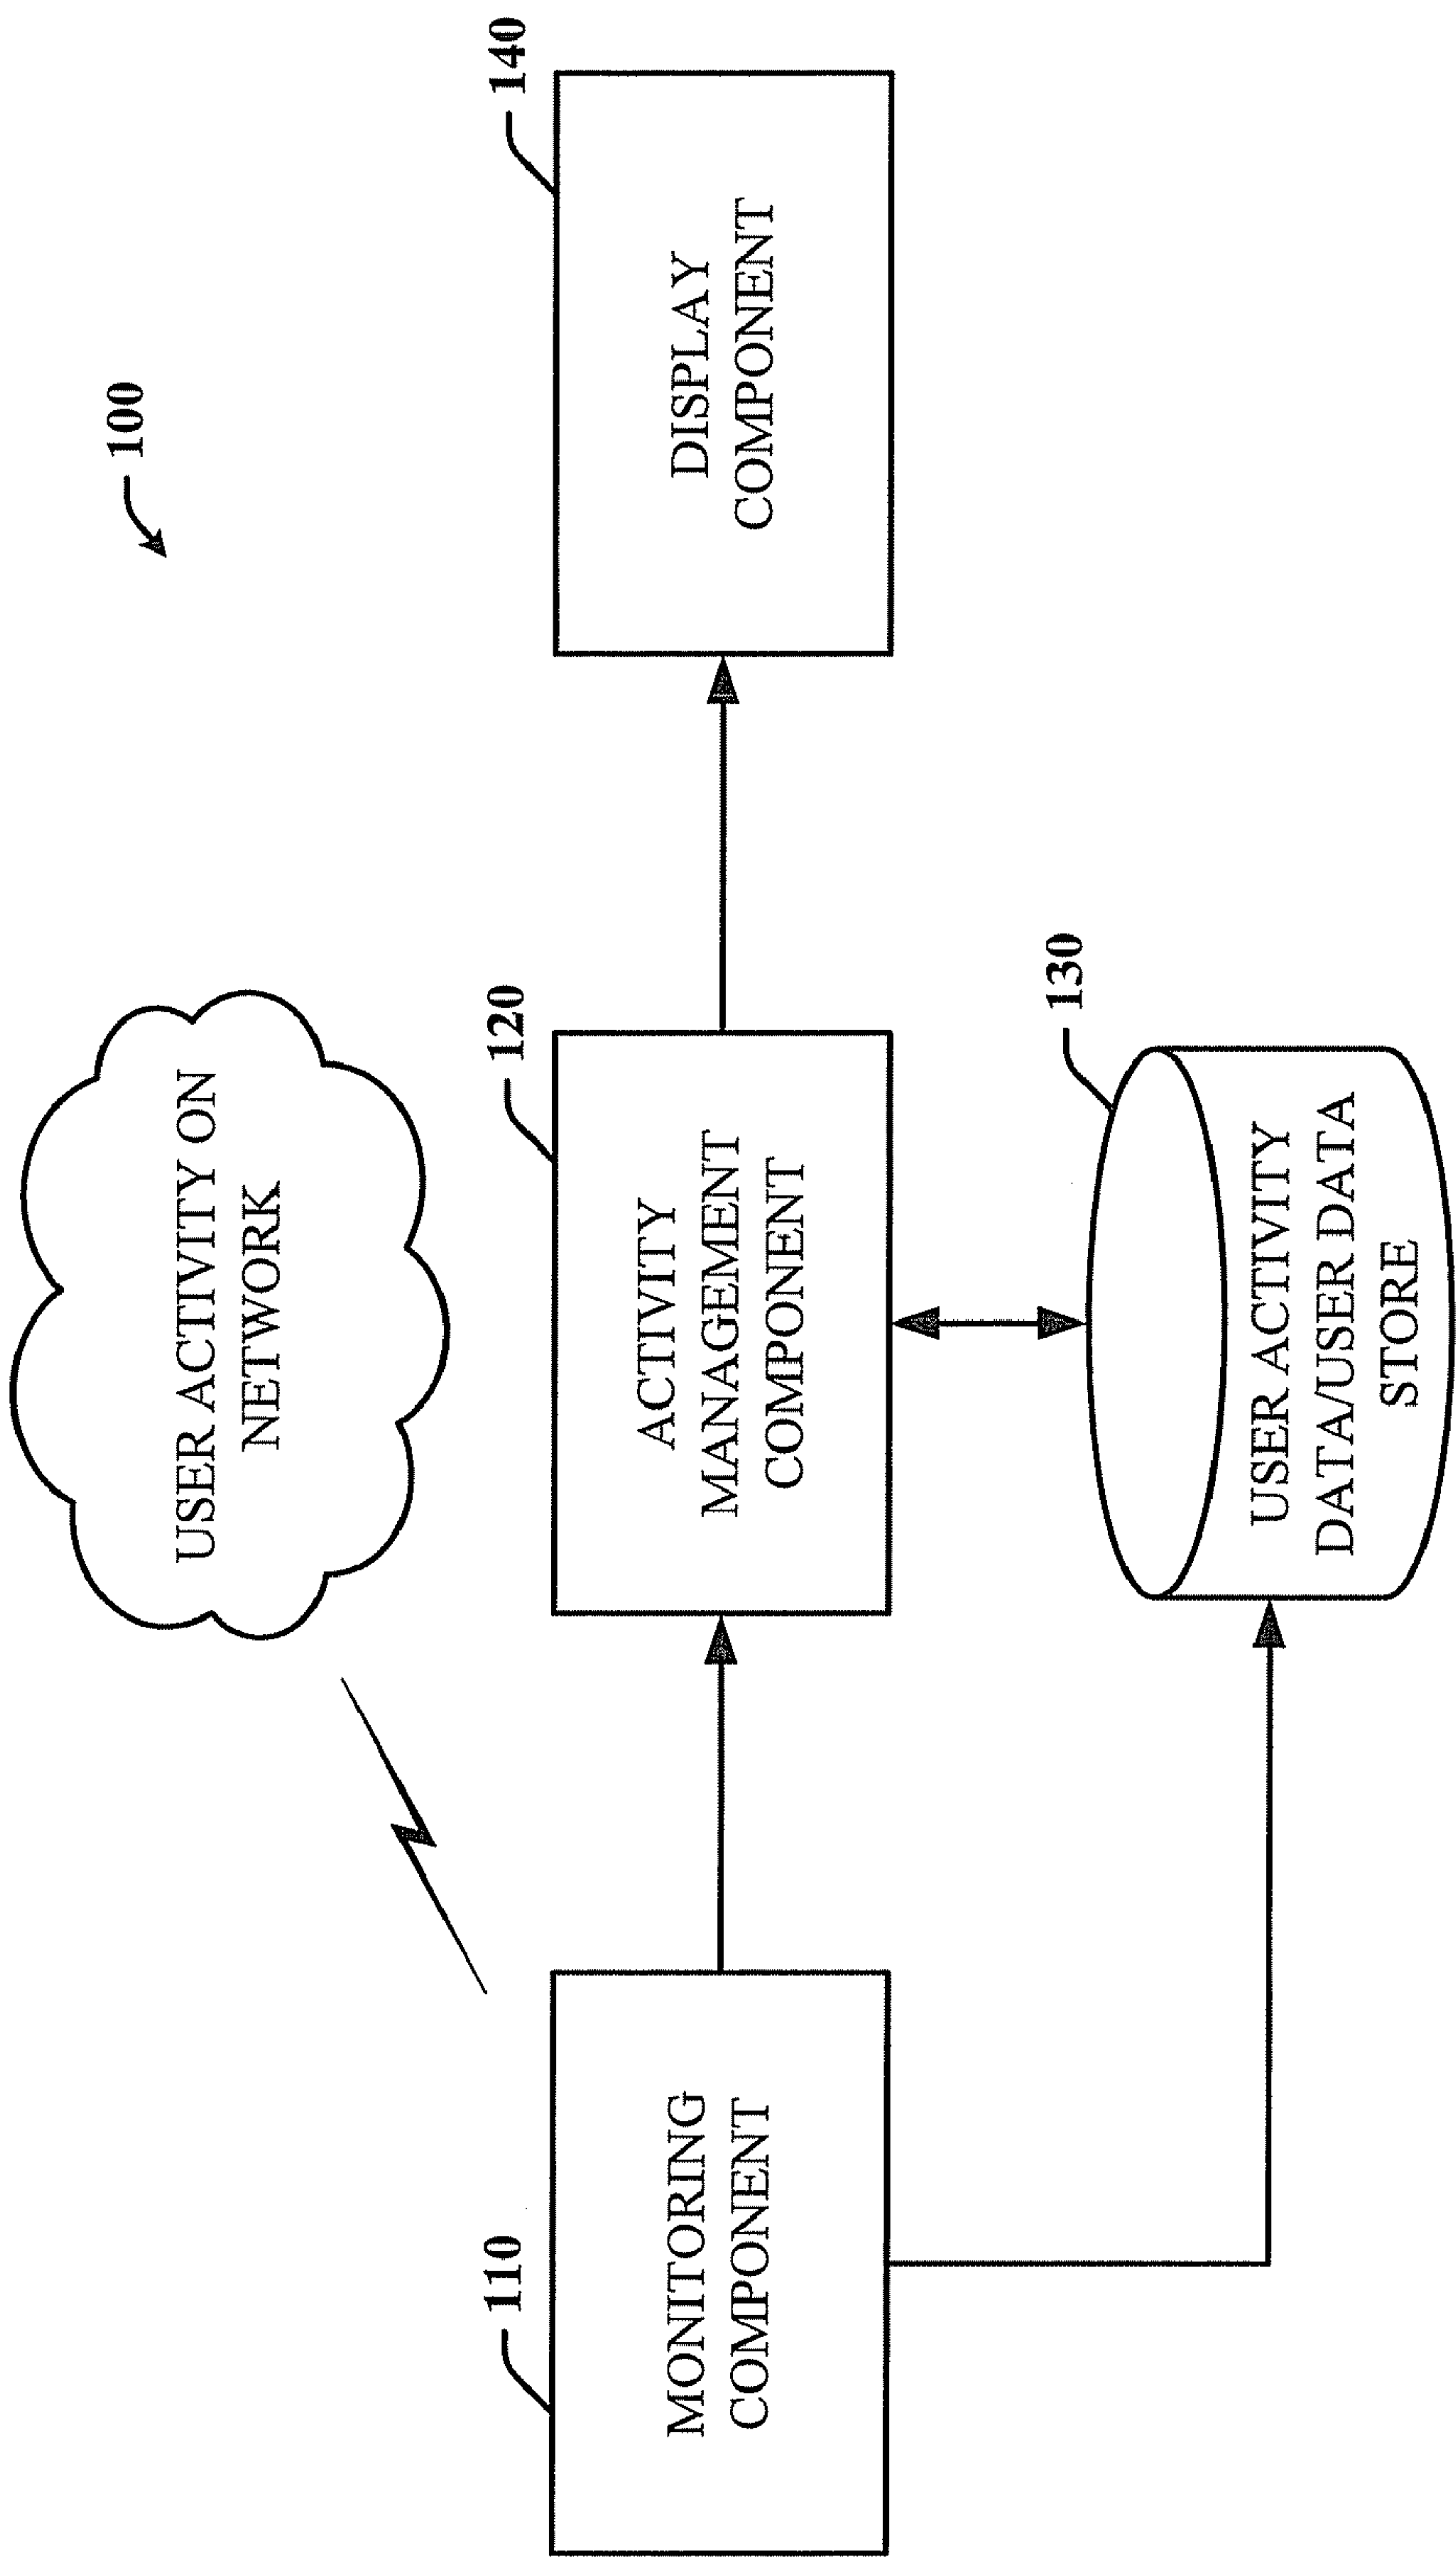 100
USER ACTIVITY ON
NETWORK
110
MONITORING
COMPONENT
120
ACTIVITY
MANAGEMENT
COMPONENT
140
DISPLAY
COMPONENT
130
USER ACTIVITY
DATA/USER DATA
STORE